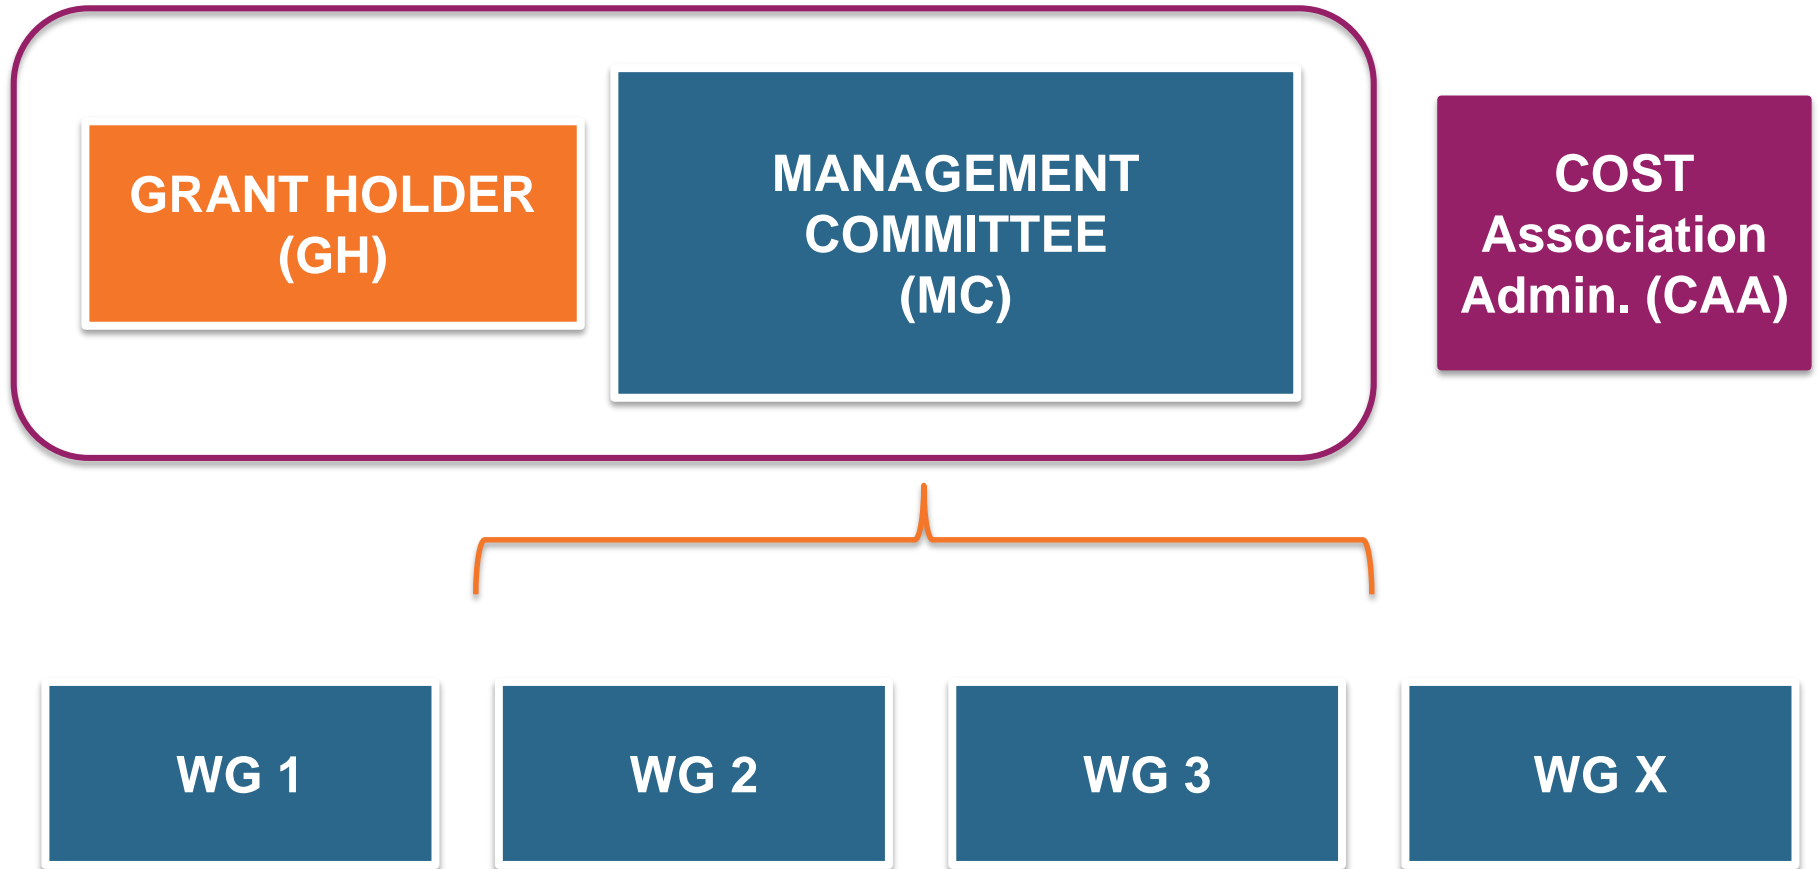 GRANT HOLDER
(GH)
MANAGEMENT
COMMITTEE
(MC)
COST
Association
Admin. (CAA)
WG 1
WG 2
WG 3
WG X